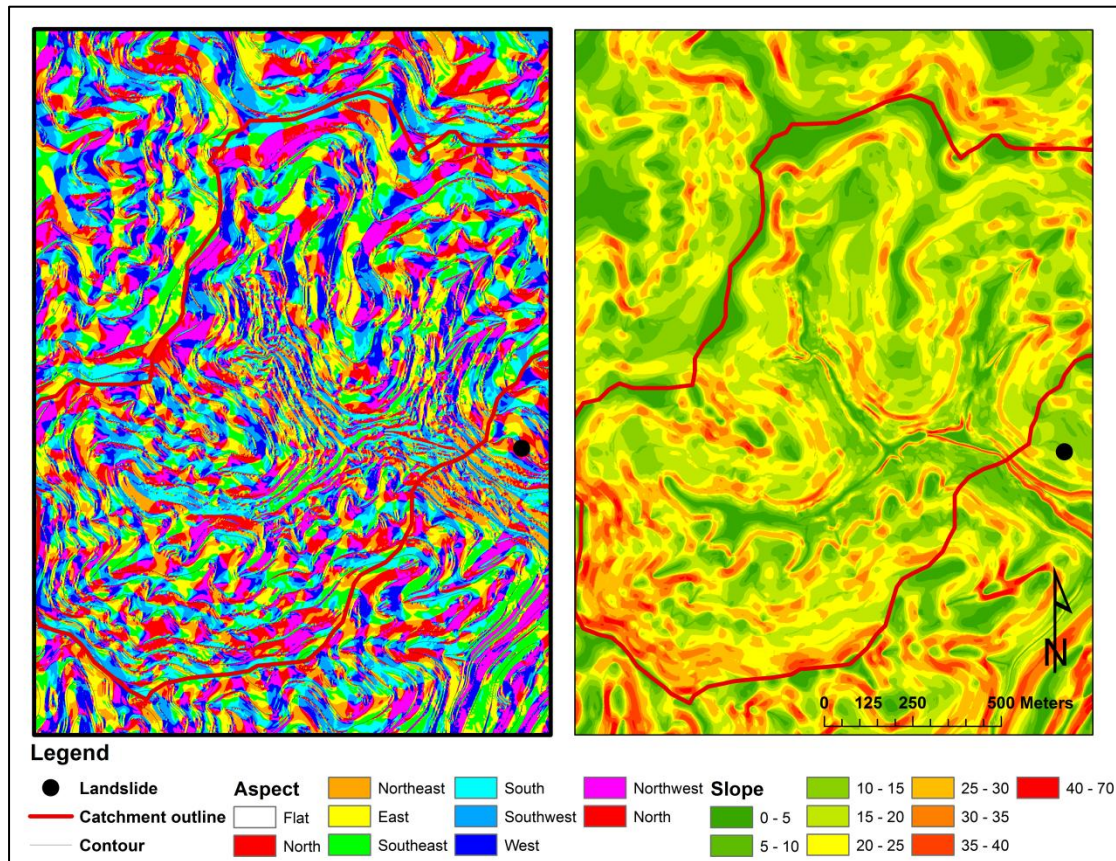 N
0 125 250 500 Meters
Legend
Landslide
Catchment outline
Contour
Aspect
Flat
North
Northeast
East
Southeast
South
Southwest
West
Northwest
North
Slope
0 - 5
5 - 10
10 - 15
15 - 20
20 - 25
25 - 30
30 - 35
35 - 40
40 - 70